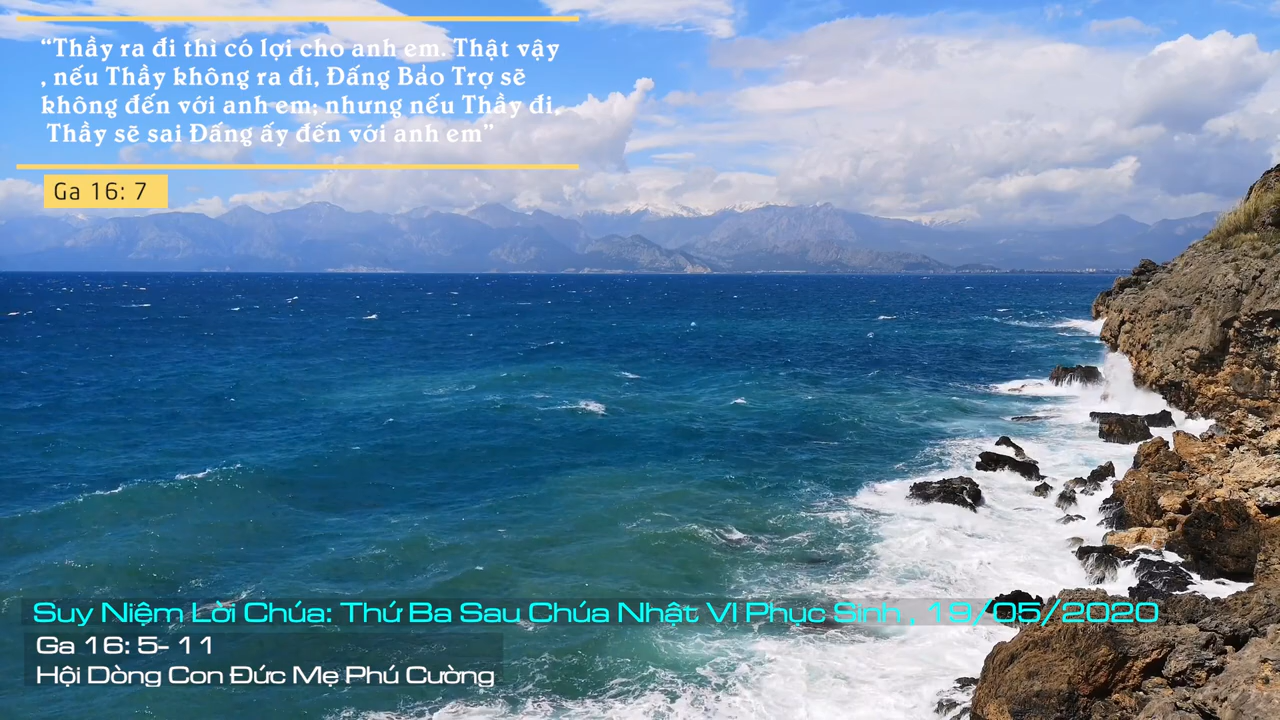 “Thầy ra đi thì có lợi cho anh em. Thật vậy
, nếu Thầy không ra đi, Đấng Bảo Trợ sẽ
không đến với anh em; nhưng nếu Thầy đi,
Thầy sẽ sai Đấng ấy đến với anh em”
Ga 16: 7
Suy Niệm Lời Chúa: Thứ Ba Sau Chúa Nhật VI Phục Sinh , 19/05/2020
Ga 16: 5- 11
Hội Dòng Con Đức Mẹ Phú Cường